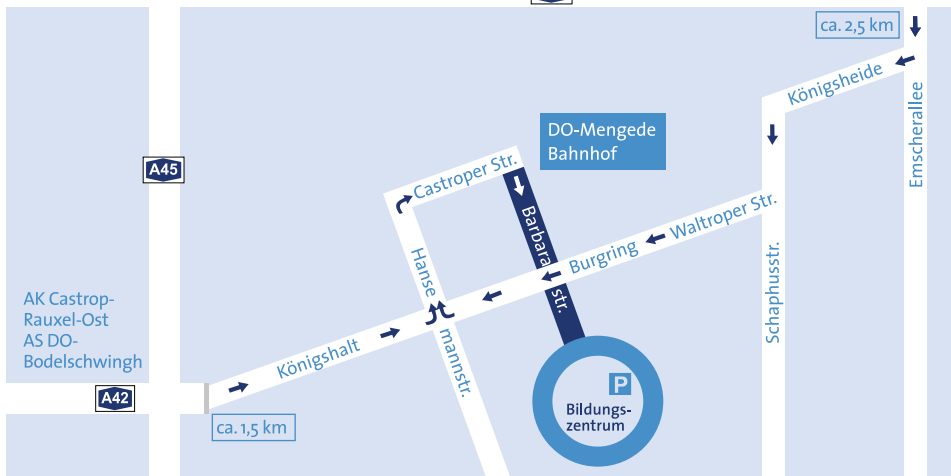 ca. 2,5 km
Königsheide
Emscherallee
DO-Mengede
Bahnhof
A45
Castroper Str.
Barbara
str.
Waltroper Str.
Burgring
Hanse
mannstr.
Schaphusstr.
AK Castrop-
Rauxel-Ost
AS DO-
Bodelschwingh
Königshalt
A42
ca. 1,5 km
P
Bildungs-
zentrum